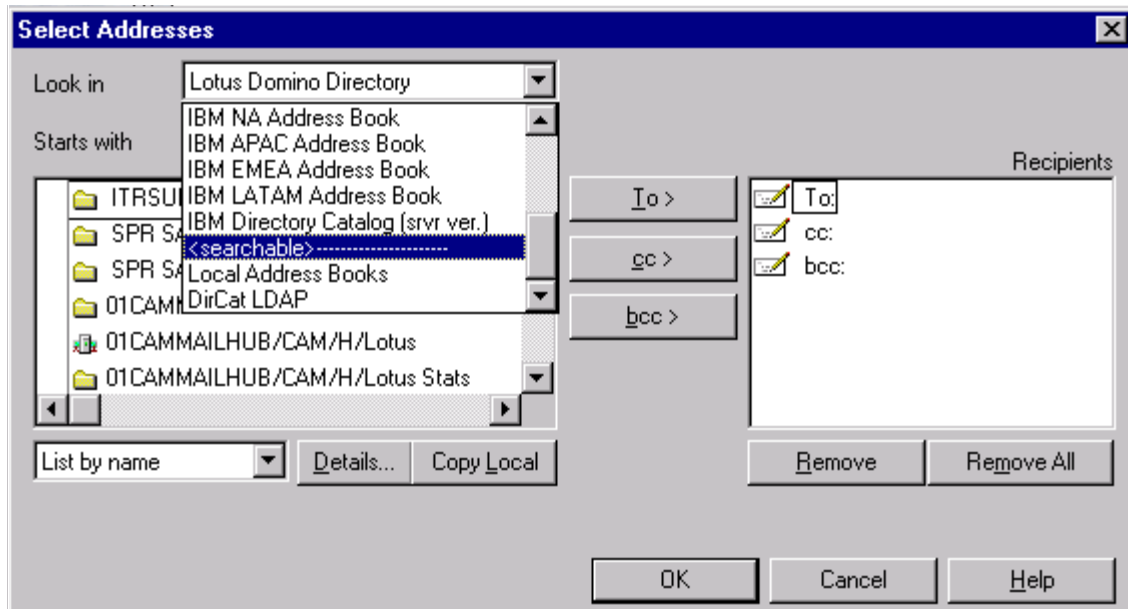 Select Addresses
Look in
Lotus Domino Directory
IBM NA Address Book
Starts with
IBM APAC Address Book
IBM EMEA Address Book
IBM LATAM Address Book
IBM Directory Catalog (srvr ver.)
<searchable>----------------------
Local Address Books
DirCat LDAP
ITRSU
SPR SA
SPR SA
01CAMM
01CAMMAILHUB/CAM/H/Lotus
01CAMMAILHUB/CAM/H/Lotus Stats
To >
cc >
bcc >
Recipients
To:
cc:
bcc:
List by name
Details...
Copy Local
Remove
Remove All
OK
Cancel
Help